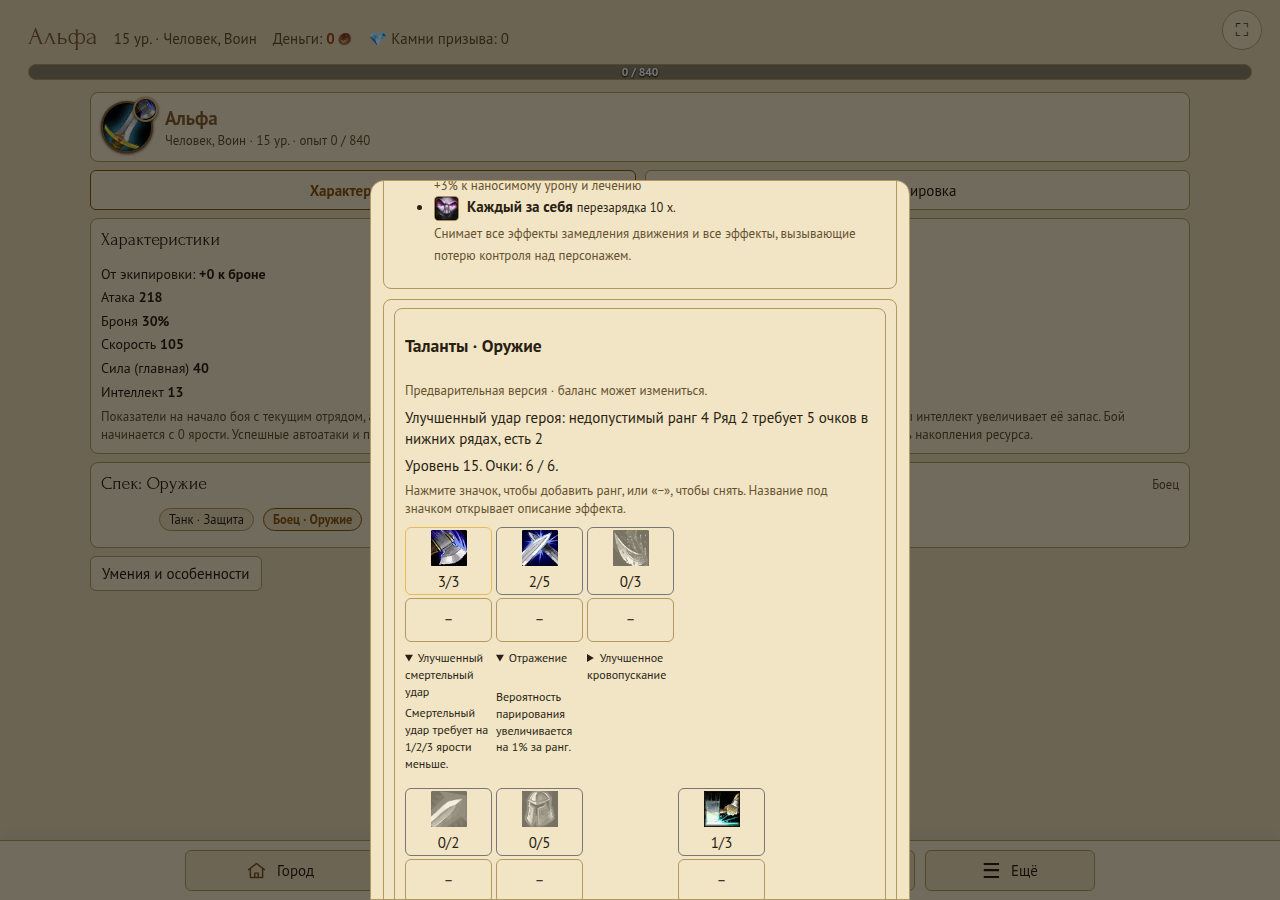 Альфа
15 ур. · Человек, Воин
Деньги: 0
Камни призыва: 0
0 / 840
Альфа
Человек, Воин · 15 ур. · опыт 0 / 840
Характер
ировка
Характеристики
От экипировки: +0 к броне
Атака 218
Броня 30%
Скорость 105
Сила (главная) 40
Интеллект 13
Показатели на начало боя с текущим отрядом,
интеллект увеличивает её запас. Бой
начинается с 0 ярости. Успешные автоатаки и п
накопления ресурса.
Спек: Оружие
Боец
Танк · Защита
Боец · Оружие
Умения и особенности
+3% к наносимому урону и лечению
• Каждый за себя перезарядка 10 х.
Снимает все эффекты замедления движения и все эффекты, вызывающие
потерю контроля над персонажем.
Таланты · Оружие
Предварительная версия · баланс может измениться.
Улучшенный удар героя: недопустимый ранг 4 Ряд 2 требует 5 очков в
нижних рядах, есть 2
Уровень 15. Очки: 6 / 6.
Нажмите значок, чтобы добавить ранг, или «−», чтобы снять. Название под
значком открывает описание эффекта.
3/3
2/5
0/3
−
−
−
▼ Улучшенный
смертельный
удар
Смертельный
удар требует на
1/2/3 ярости
меньше.
▼ Отражение
Вероятность
парирования
увеличивается
на 1% за ранг.
▶ Улучшенное
кровопускание
0/2
0/5
1/3
−
−
−
Город
Ещё